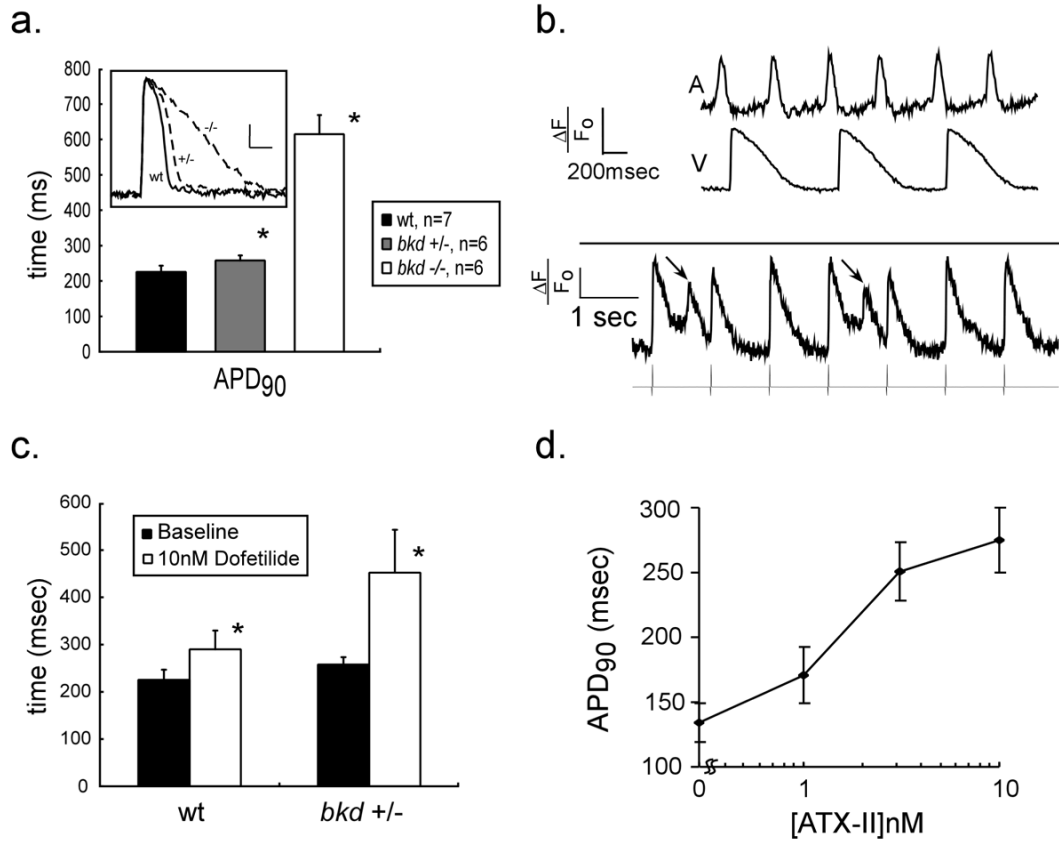 a.
800
700
600
500
400
300
200
100
0
time (ms)
wt
+/-
-/-
*
*
wt, n=7
bkd +/-, n=6
bkd -/-, n=6
APD90
b.
A
V
ΔF
Fo
200msec
ΔF
Fo
1 sec
c.
600
500
400
300
200
100
0
time (msec)
Baseline
10nM Dofetilide
*
*
wt
bkd +/-
d.
300
250
200
150
100
APD90 (msec)
0
1
10
[ATX-II]nM